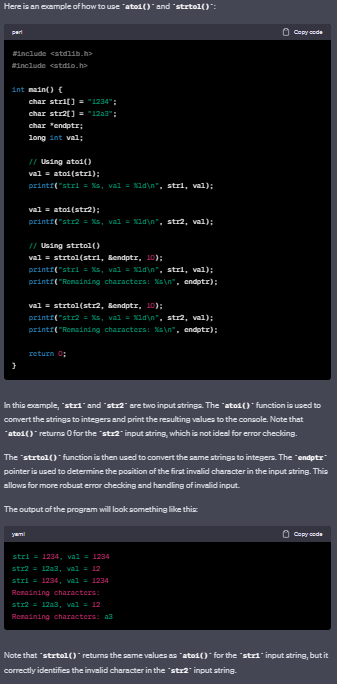 Here is an example of how to use `atoi()` and `strtol()`:
perl
Copy code
#include <stdlib.h>
#include <stdio.h>
int main() {
char str1[] = "1234";
char str2[] = "12a3";
char *endptr;
long int val;
// Using atoi()
val = atoi(str1);
printf("str1 = %s, val = %ld\n", str1, val);
val = atoi(str2);
printf("str2 = %s, val = %ld\n", str2, val);
// Using strtol()
val = strtol(str1, &endptr, 10);
printf("str1 = %s, val = %ld\n", str1, val);
printf("Remaining characters: %s\n", endptr);
val = strtol(str2, &endptr, 10);
printf("str2 = %s, val = %ld\n", str2, val);
printf("Remaining characters: %s\n", endptr);
return 0;
}
In this example, `str1` and `str2` are two input strings. The `atoi()` function is used to
convert the strings to integers and print the resulting values to the console. Note that
`atoi()` returns 0 for the `str2` input string, which is not ideal for error checking.
The `strtol()` function is then used to convert the same strings to integers. The `endptr`
pointer is used to determine the position of the first invalid character in the input string. This
allows for more robust error checking and handling of invalid input.
The output of the program will look something like this:
yaml
Copy code
str1 = 1234, val = 1234
str2 = 12a3, val = 12
str1 = 1234, val = 1234
Remaining characters:
str2 = 12a3, val = 12
Remaining characters: a3
Note that `strtol()` returns the same values as `atoi()` for the `str1` input string, but it
correctly identifies the invalid character in the `str2` input string.